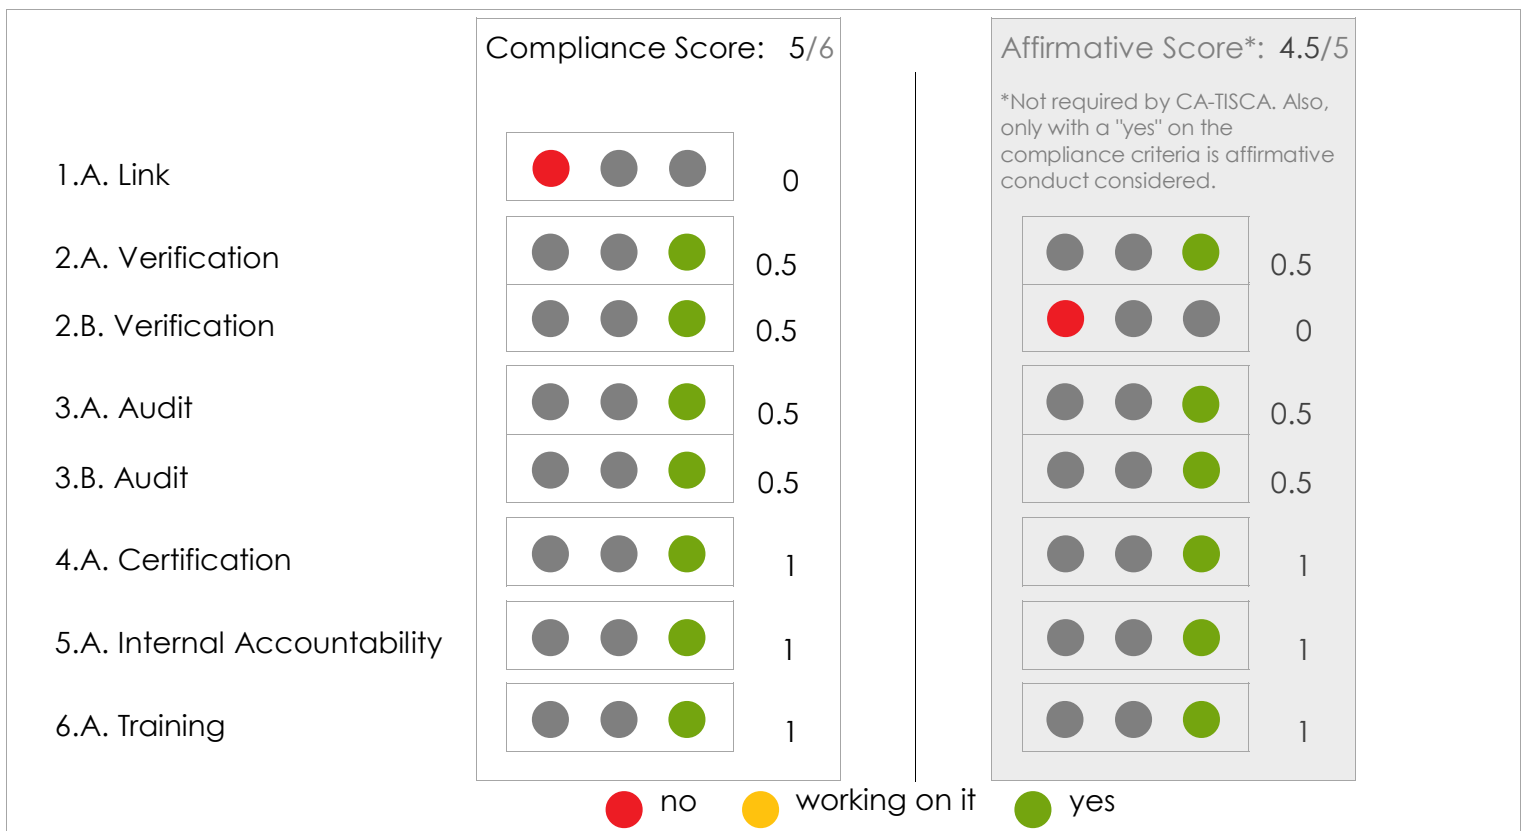 Compliance Score: 5/6
Affirmative Score*: 4.5/5
*Not required by CA-TISCA. Also,
only with a "yes" on the
compliance criteria is affirmative
conduct considered.
1.A. Link 0
2.A. Verification 0.5 0.5
2.B. Verification 0.5 0
3.A. Audit 0.5 0.5
3.B. Audit 0.5 0.5
4.A. Certification 1 1
5.A. Internal Accountability 1 1
6.A. Training 1 1
no working on it yes